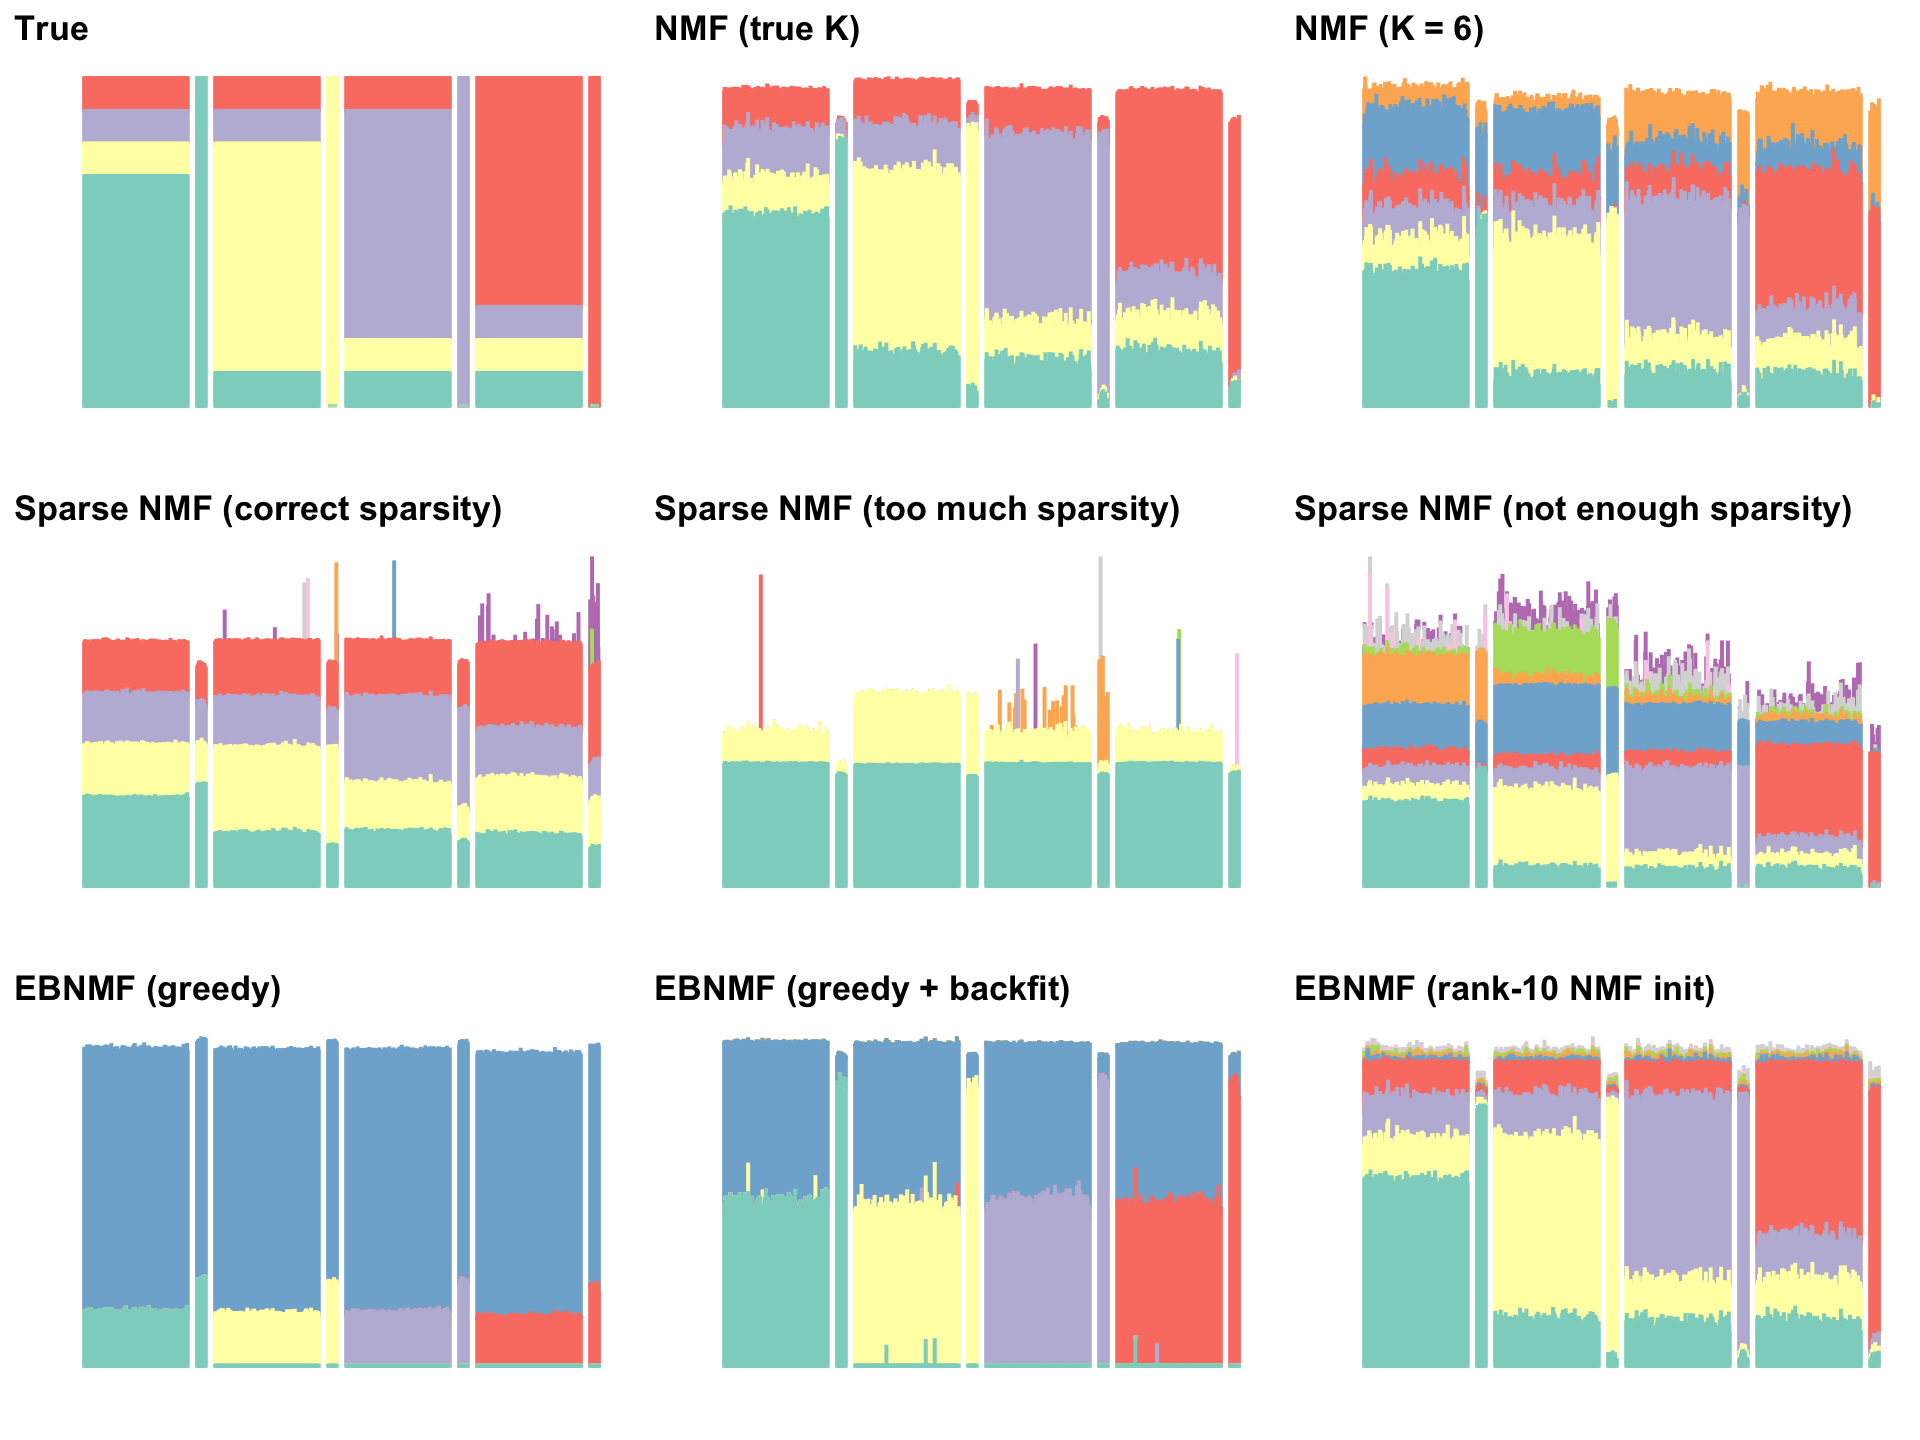 True
NMF (true K)
NMF (K = 6)
Sparse NMF (correct sparsity)
Sparse NMF (too much sparsity)
Sparse NMF (not enough sparsity)
EBNMF (greedy)
EBNMF (greedy + backfit)
EBNMF (rank-10 NMF init)